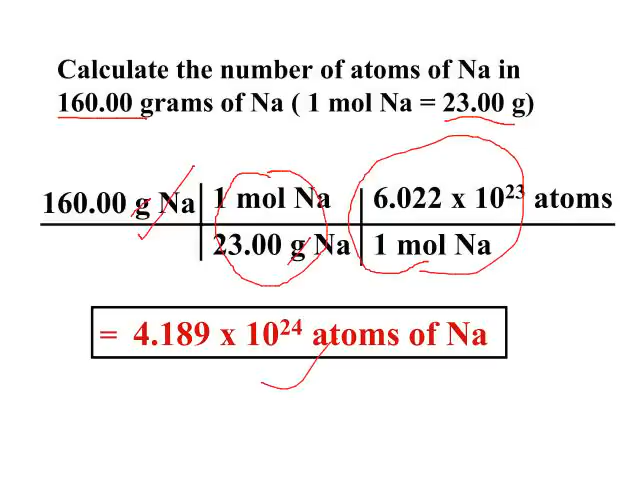 Calculate the number of atoms of Na in
160.00 grams of Na ( 1 mol Na = 23.00 g)
160.00 g Na 1 mol Na 6.022 x 10²³ atoms
23.00 g Na 1 mol Na
= 4.189 x 10²⁴ atoms of Na